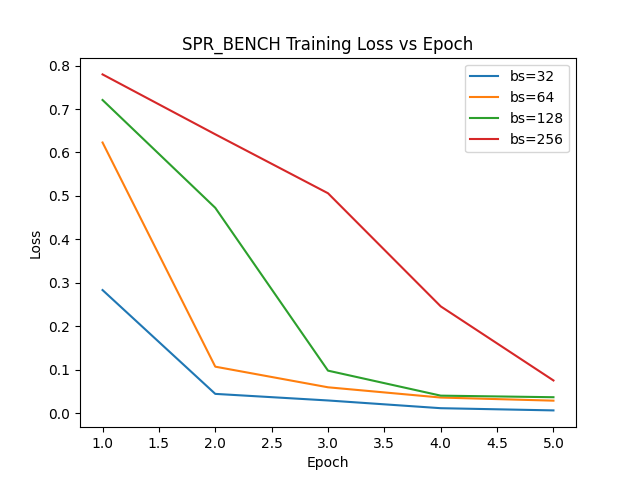 SPR_BENCH Training Loss vs Epoch
bs=32
bs=64
bs=128
bs=256
Loss
0.8
0.7
0.6
0.5
0.4
0.3
0.2
0.1
0.0
1.0 1.5 2.0 2.5 3.0 3.5 4.0 4.5 5.0
Epoch